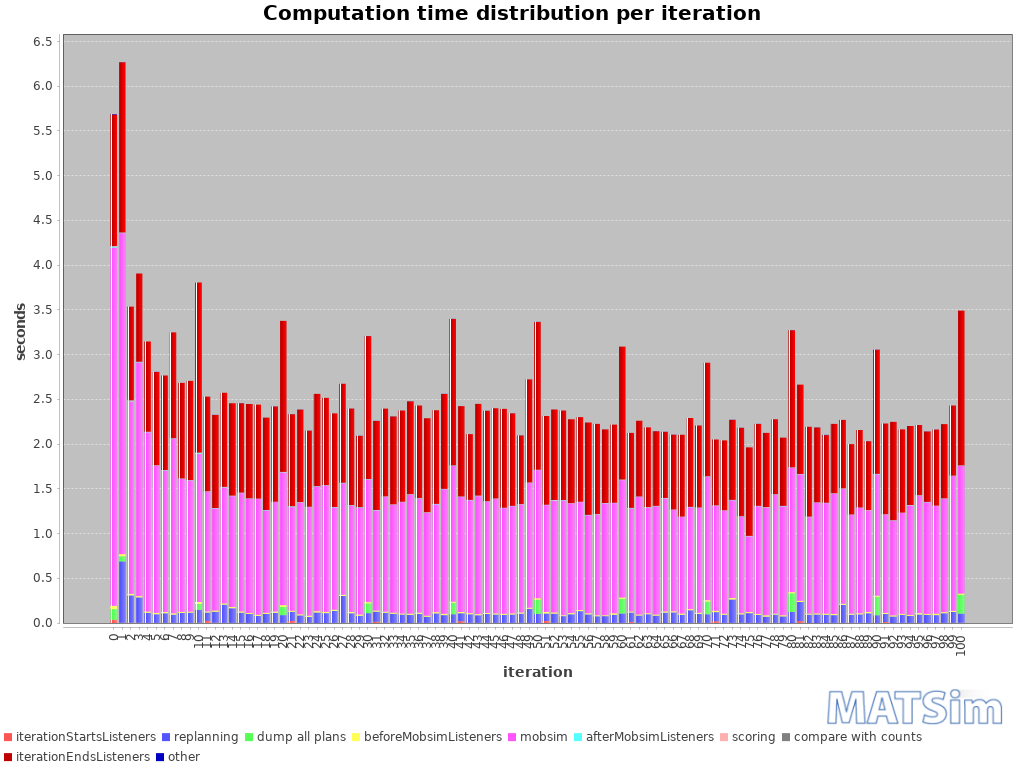 Computation time distribution per iteration
6.5
6.0
5.5
5.0
4.5
4.0
3.5
3.0
2.5
2.0
1.5
1.0
0.5
0.0
seconds
0 1 2 3 4 5 6 7 8 9 10 11 12 13 14 15 16 17 18 19 20 21 22 23 24 25 26 27 28 29 30 31 32 33 34 35 36 37 38 39 40 41 42 43 44 45 46 47 48 49 50 51 52 53 54 55 56 57 58 59 60 61 62 63 64 65 66 67 68 69 70 71 72 73 74 75 76 77 78 79 80 81 82 83 84 85 86 87 88 89 90 91 92 93 94 95 96 97 98 99 100
iteration
MATSim
iterationStartsListeners replanning dump all plans beforeMobsimListeners mobsim afterMobsimListeners scoring compare with counts
iterationEndsListeners other